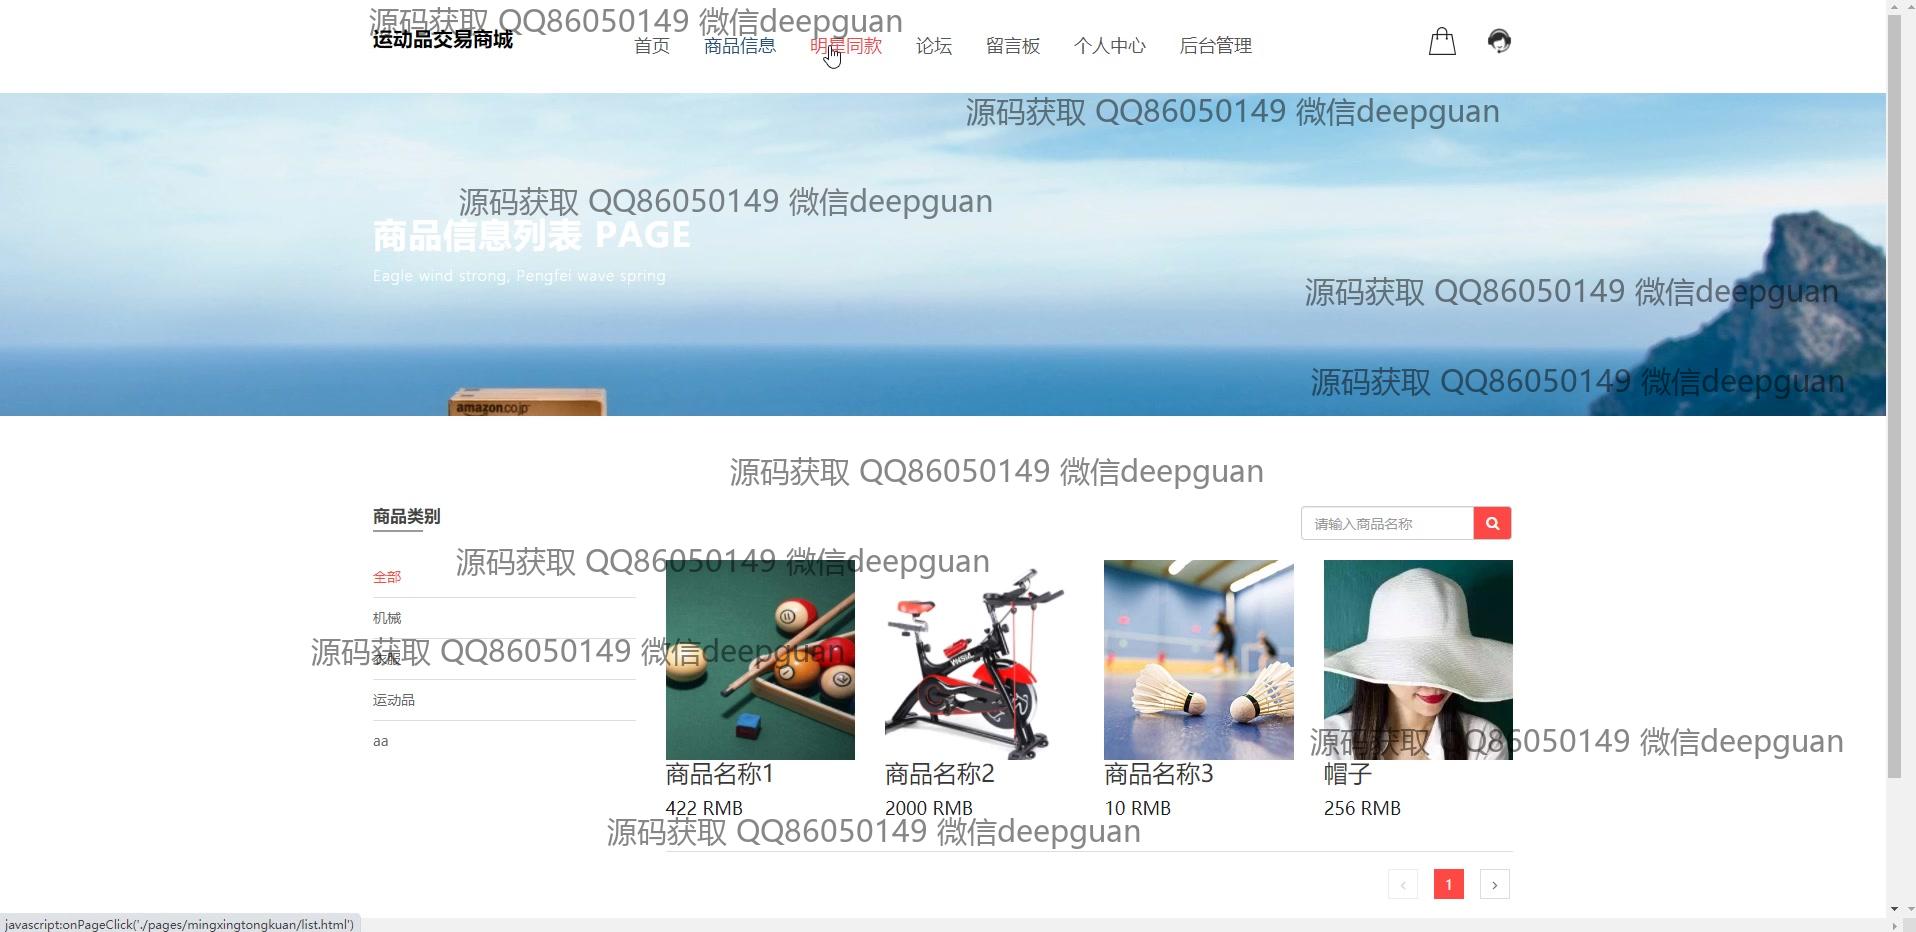 源码获取 QQ86050149 微信deepguan
运动品交易商城
首页 商品信息 明星同款 论坛 留言板 个人中心 后台管理
源码获取 QQ86050149 微信deepguan
源码获取 QQ86050149 微信deepguan
商品信息列表 PAGE
Eagle wind strong, Pengfei wave spring
源码获取 QQ86050149 微信deepguan
源码获取 QQ86050149 微信deepguan
amazon.co.jp
源码获取 QQ86050149 微信deepguan
商品类别
请输入商品名称
源码获取 QQ86050149 微信deepguan
全部
机械
源码获取 QQ86050149 微信deepguan
衣服
运动品
aa
源码获取 QQ86050149 微信deepguan
商品名称1 商品名称2 商品名称3 帽子
422 RMB 2000 RMB 10 RMB 256 RMB
源码获取 QQ86050149 微信deepguan
1
javascript:onPageClick('./pages/mingxingtongkuan/list.html')